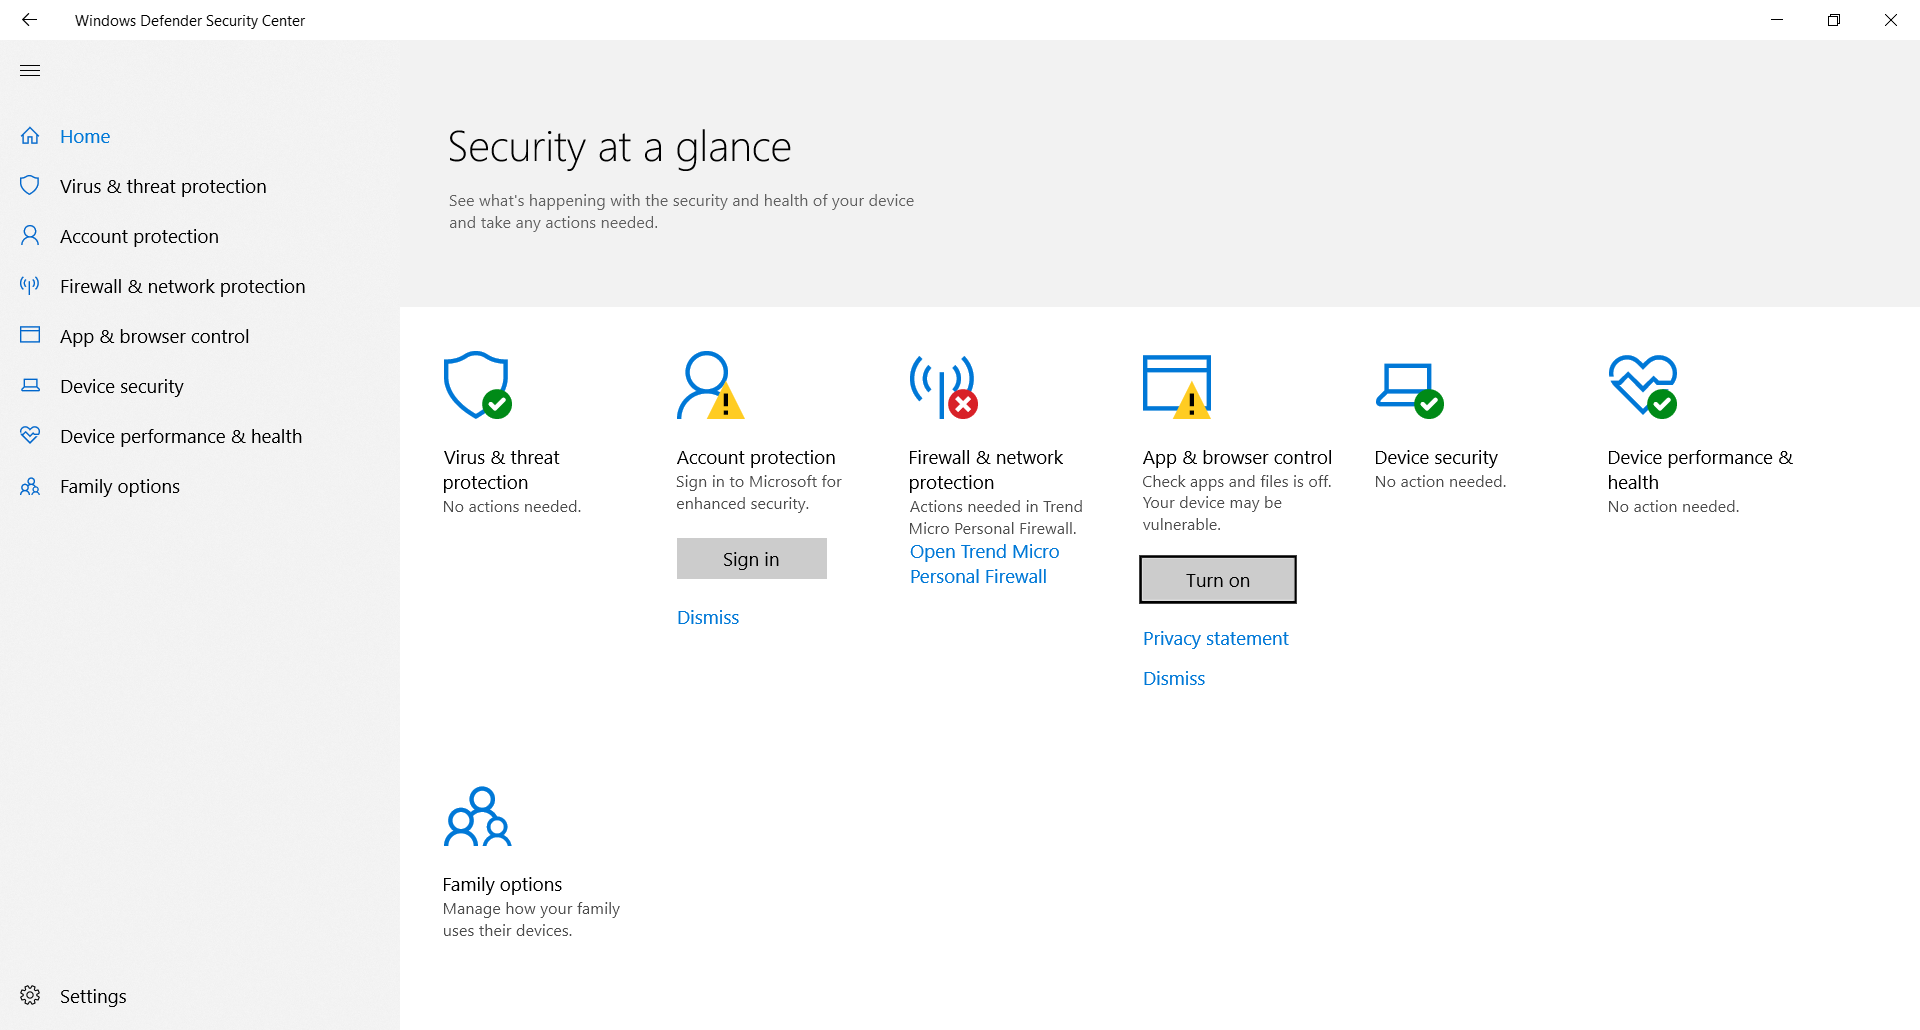 Windows Defender Security Center
Home
Virus & threat protection
Account protection
Firewall & network protection
App & browser control
Device security
Device performance & health
Family options
Settings
Security at a glance
See what's happening with the security and health of your device
and take any actions needed.
Virus & threat
protection
No actions needed.
Account protection
Sign in to Microsoft for
enhanced security.
Sign in
Dismiss
Firewall & network
protection
Actions needed in Trend
Micro Personal Firewall.
Open Trend Micro
Personal Firewall
App & browser control
Check apps and files is off.
Your device may be
vulnerable.
Turn on
Privacy statement
Dismiss
Device security
No action needed.
Device performance &
health
No action needed.
Family options
Manage how your family
uses their devices.